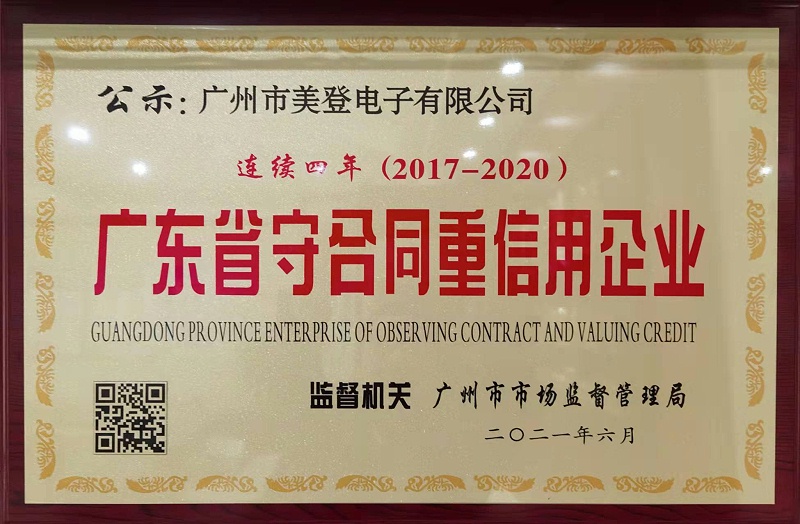 公示:广州市美登电子有限公司
连续四年(2017-2020)
广东省守合同重信用企业
GUANGDONG PROVINCE ENTERPRISE OF OBSERVING CONTRACT AND VALUING CREDIT
监督机关 广州市市场监督管理局
二〇二一年六月